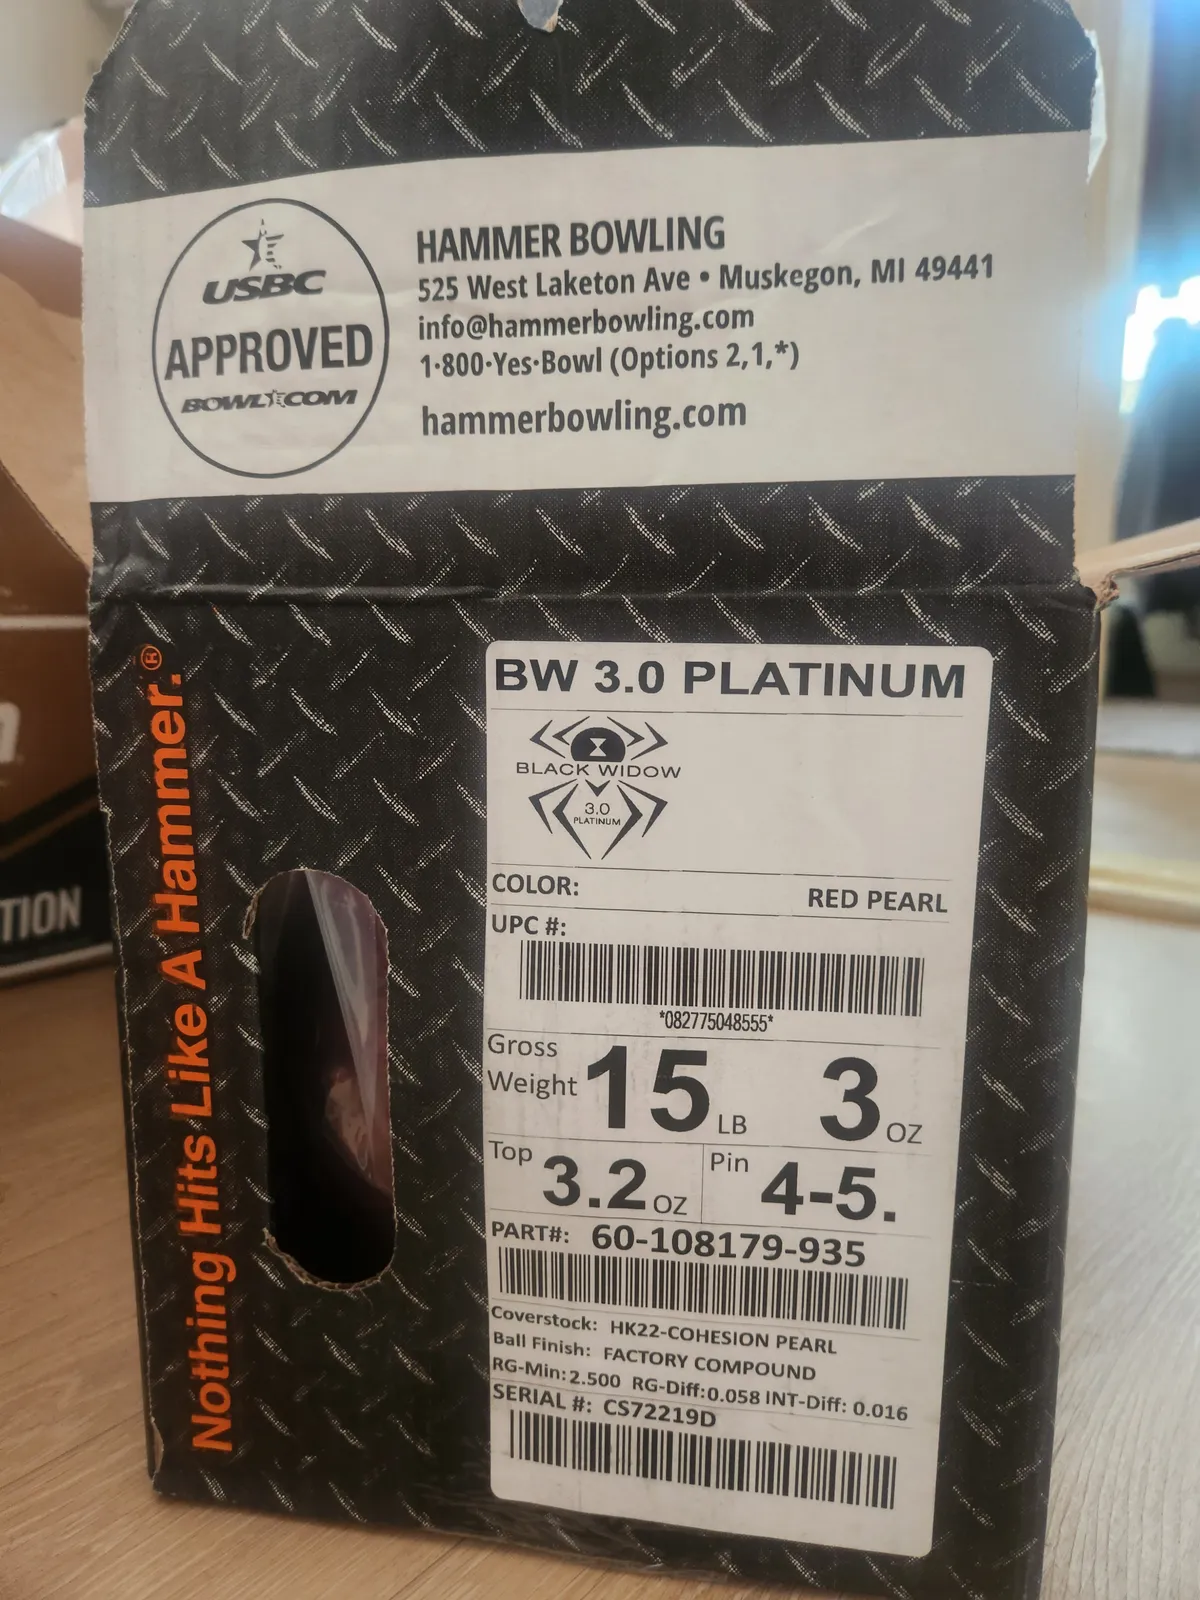 USBC
APPROVED
BOWL.COM
HAMMER BOWLING
525 West Laketon Ave • Muskegon, MI 49441
info@hammerbowling.com
1·800·Yes·Bowl (Options 2,1,*)
hammerbowling.com
Nothing Hits Like A Hammer.®
TION
BW 3.0 PLATINUM
BLACK WIDOW
3.0
PLATINUM
COLOR: RED PEARL
UPC #:
*082775048555*
Gross Weight 15 LB 3 OZ
Top 3.2 OZ Pin 4-5.
PART#: 60-108179-935
Coverstock: HK22-COHESION PEARL
Ball Finish: FACTORY COMPOUND
RG-Min: 2.500 RG-Diff: 0.058 INT-Diff: 0.016
SERIAL #: CS72219D